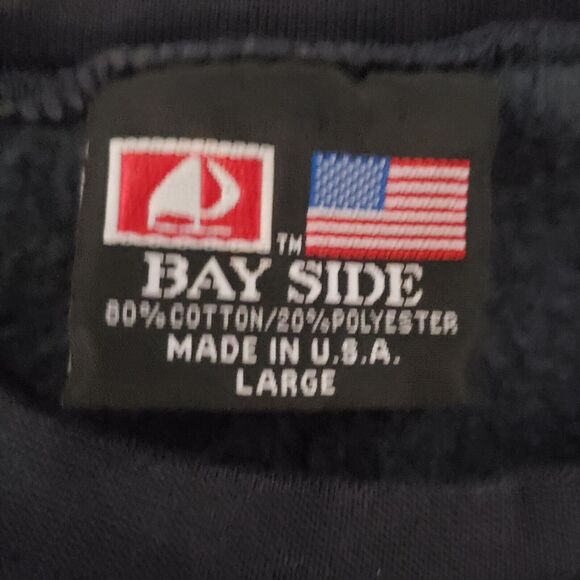 TM
BAY SIDE
80% COTTON/20% POLYESTER
MADE IN U.S.A.
LARGE